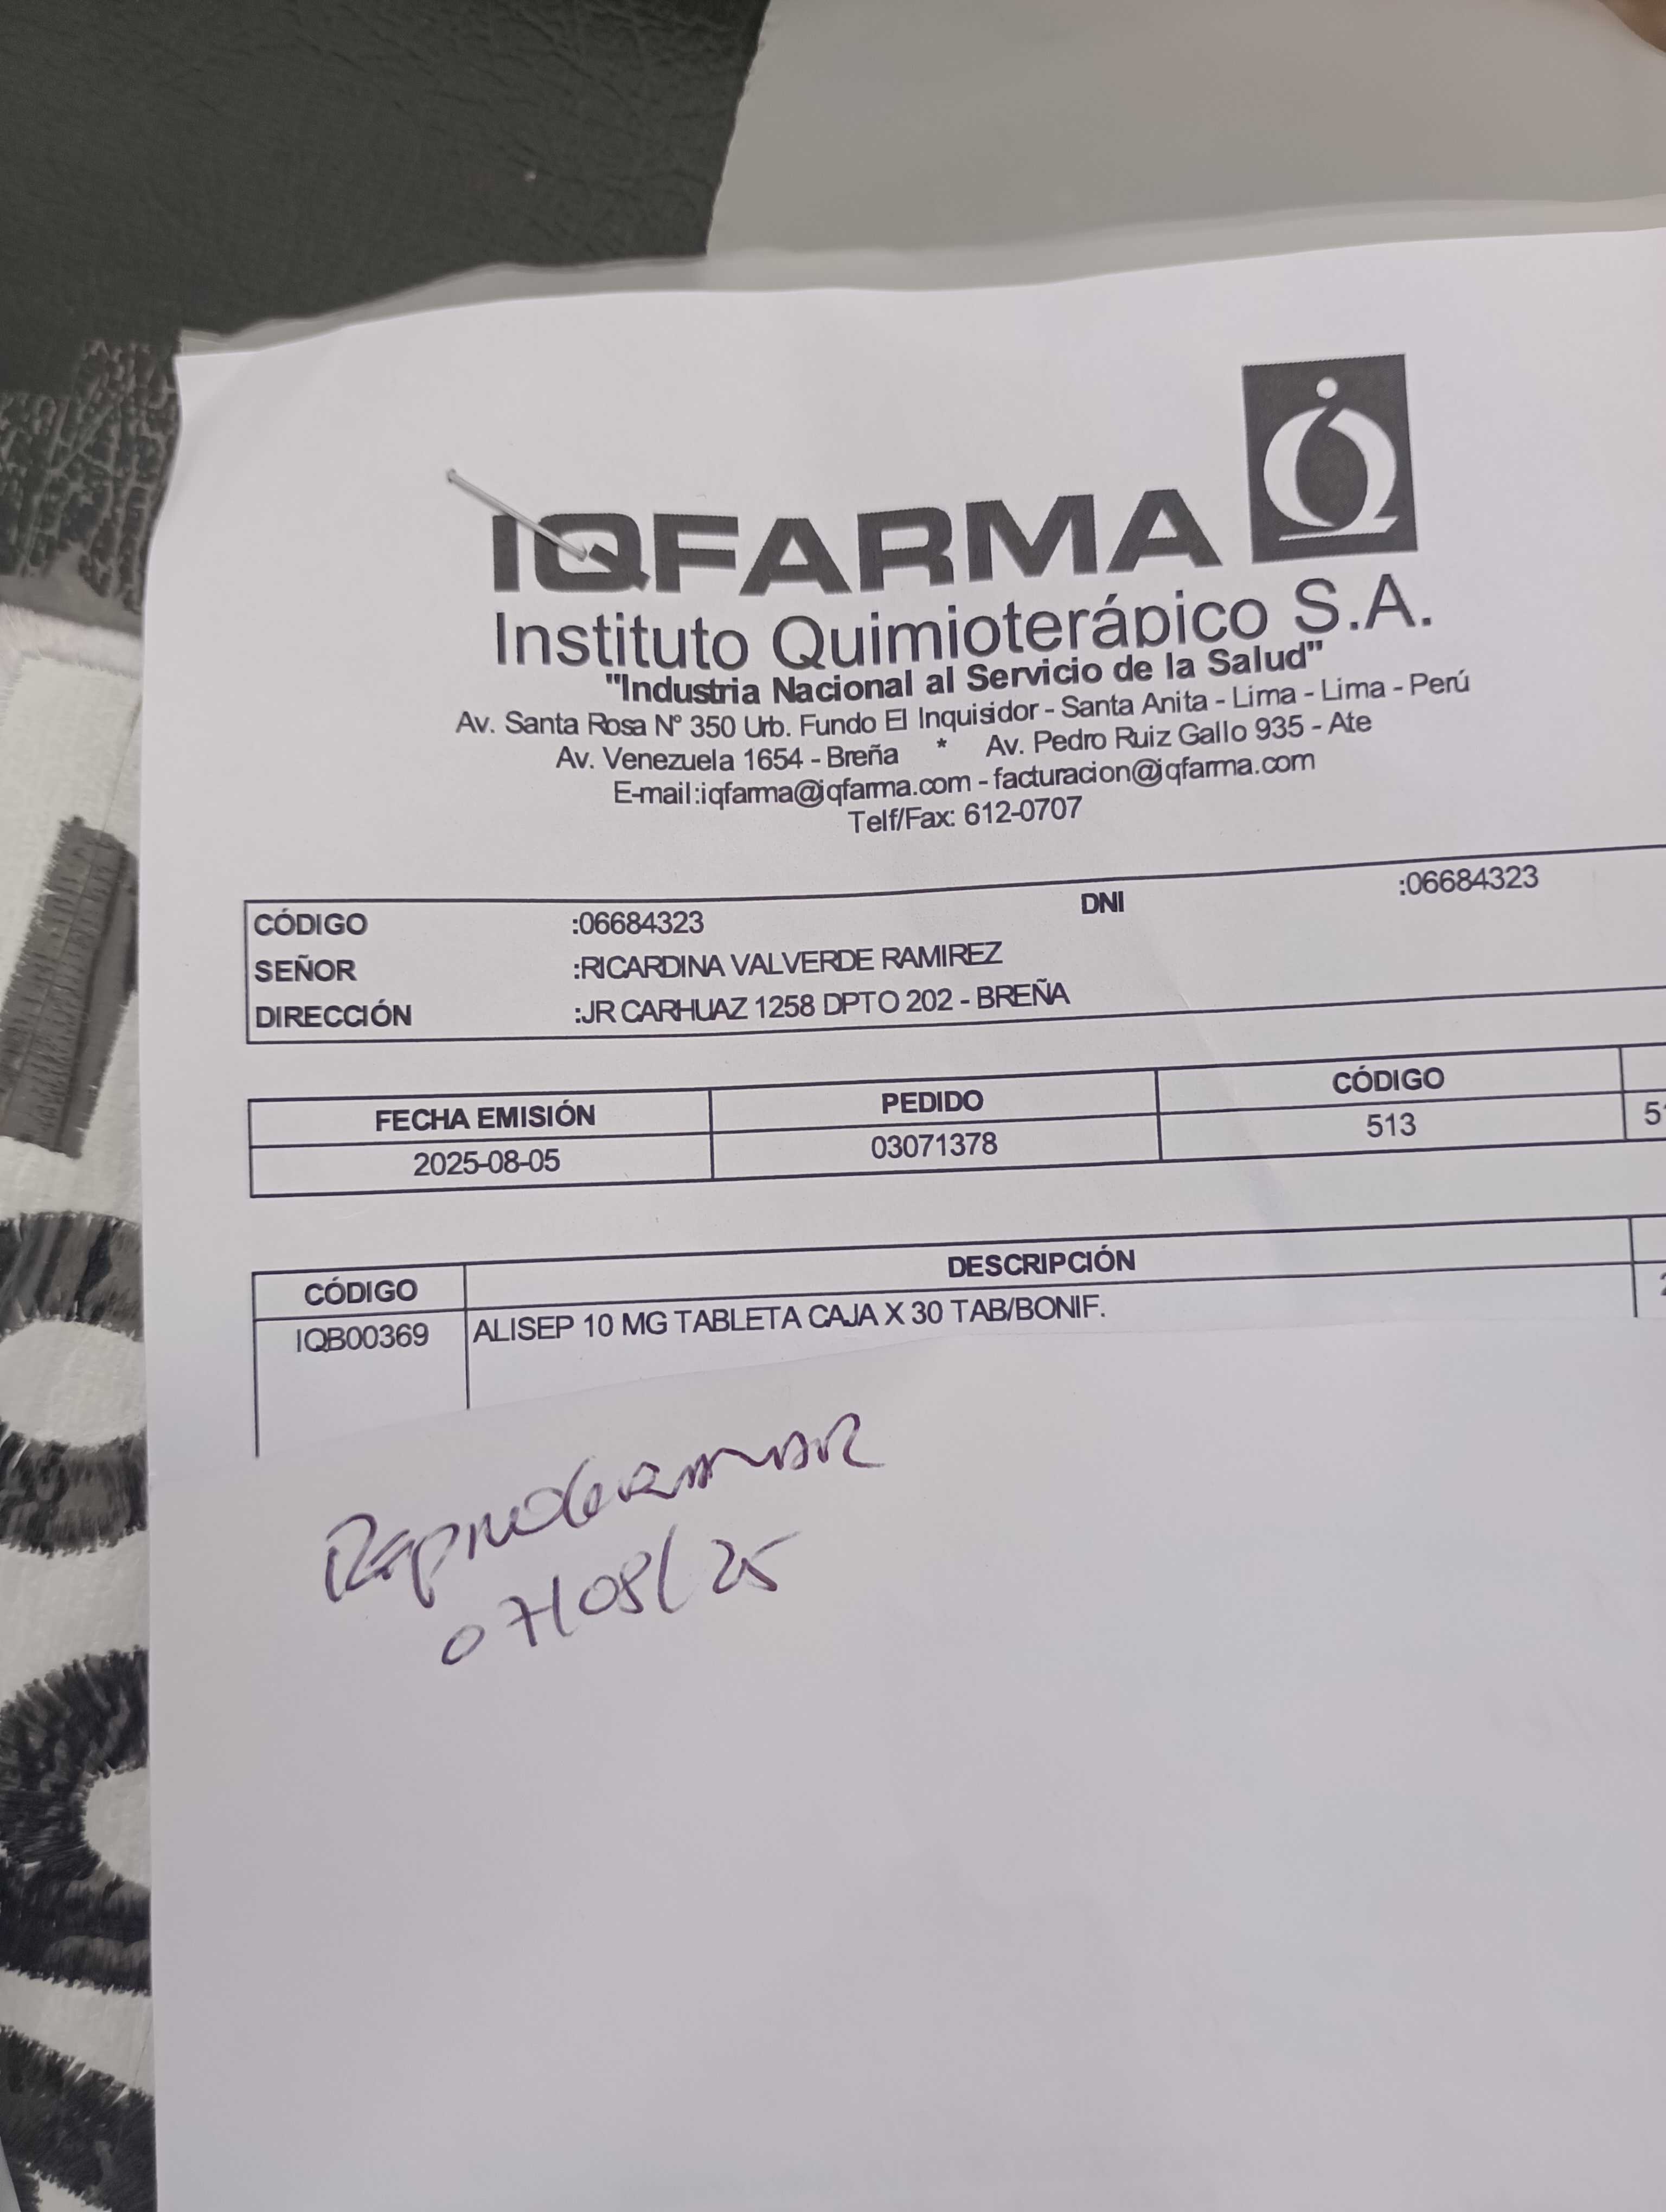 IQFARMA
Instituto Quimioterápico S.A.
"Industria Nacional al Servicio de la Salud"
Av. Santa Rosa Nº 350 Urb. Fundo El Inquisidor - Santa Anita - Lima - Lima - Perú
Av. Venezuela 1654 - Breña * Av. Pedro Ruiz Gallo 935 - Ate
E-mail:iqfarma@iqfarma.com - facturacion@iqfarma.com
Telf/Fax: 612-0707
CÓDIGO :06684323 DNI :06684323
SEÑOR :RICARDINA VALVERDE RAMIREZ
DIRECCIÓN :JR CARHUAZ 1258 DPTO 202 - BREÑA
FECHA EMISIÓN PEDIDO CÓDIGO
2025-08-05 03071378 513
CÓDIGO DESCRIPCIÓN
IQB00369 ALISEP 10 MG TABLETA CAJA X 30 TAB/BONIF.
07/08/25